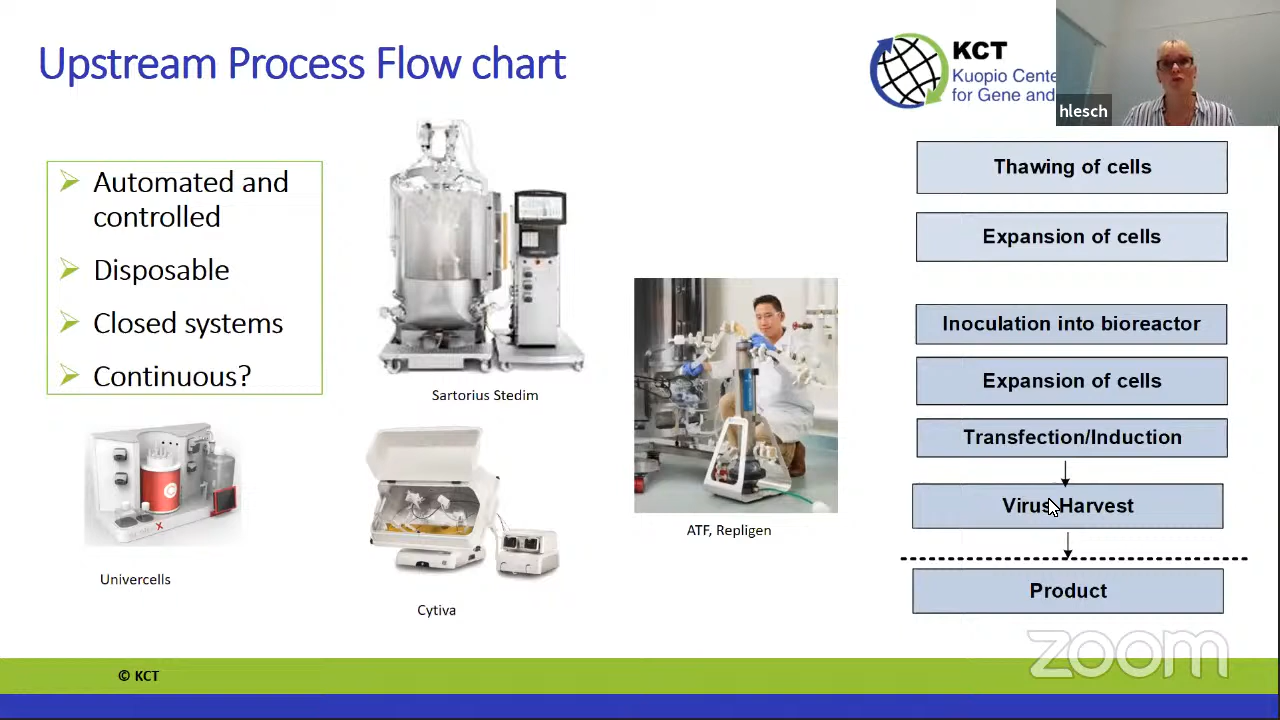 Upstream Process Flow chart
KCT
Kuopio Cente
for Gene and
hlesch
Automated and
controlled
Disposable
Closed systems
Continuous?
Sartorius Stedim
ATF, Repligen
Univercells
Cytiva
Thawing of cells
Expansion of cells
Inoculation into bioreactor
Expansion of cells
Transfection/Induction
Virus Harvest
Product
zoom
© KCT